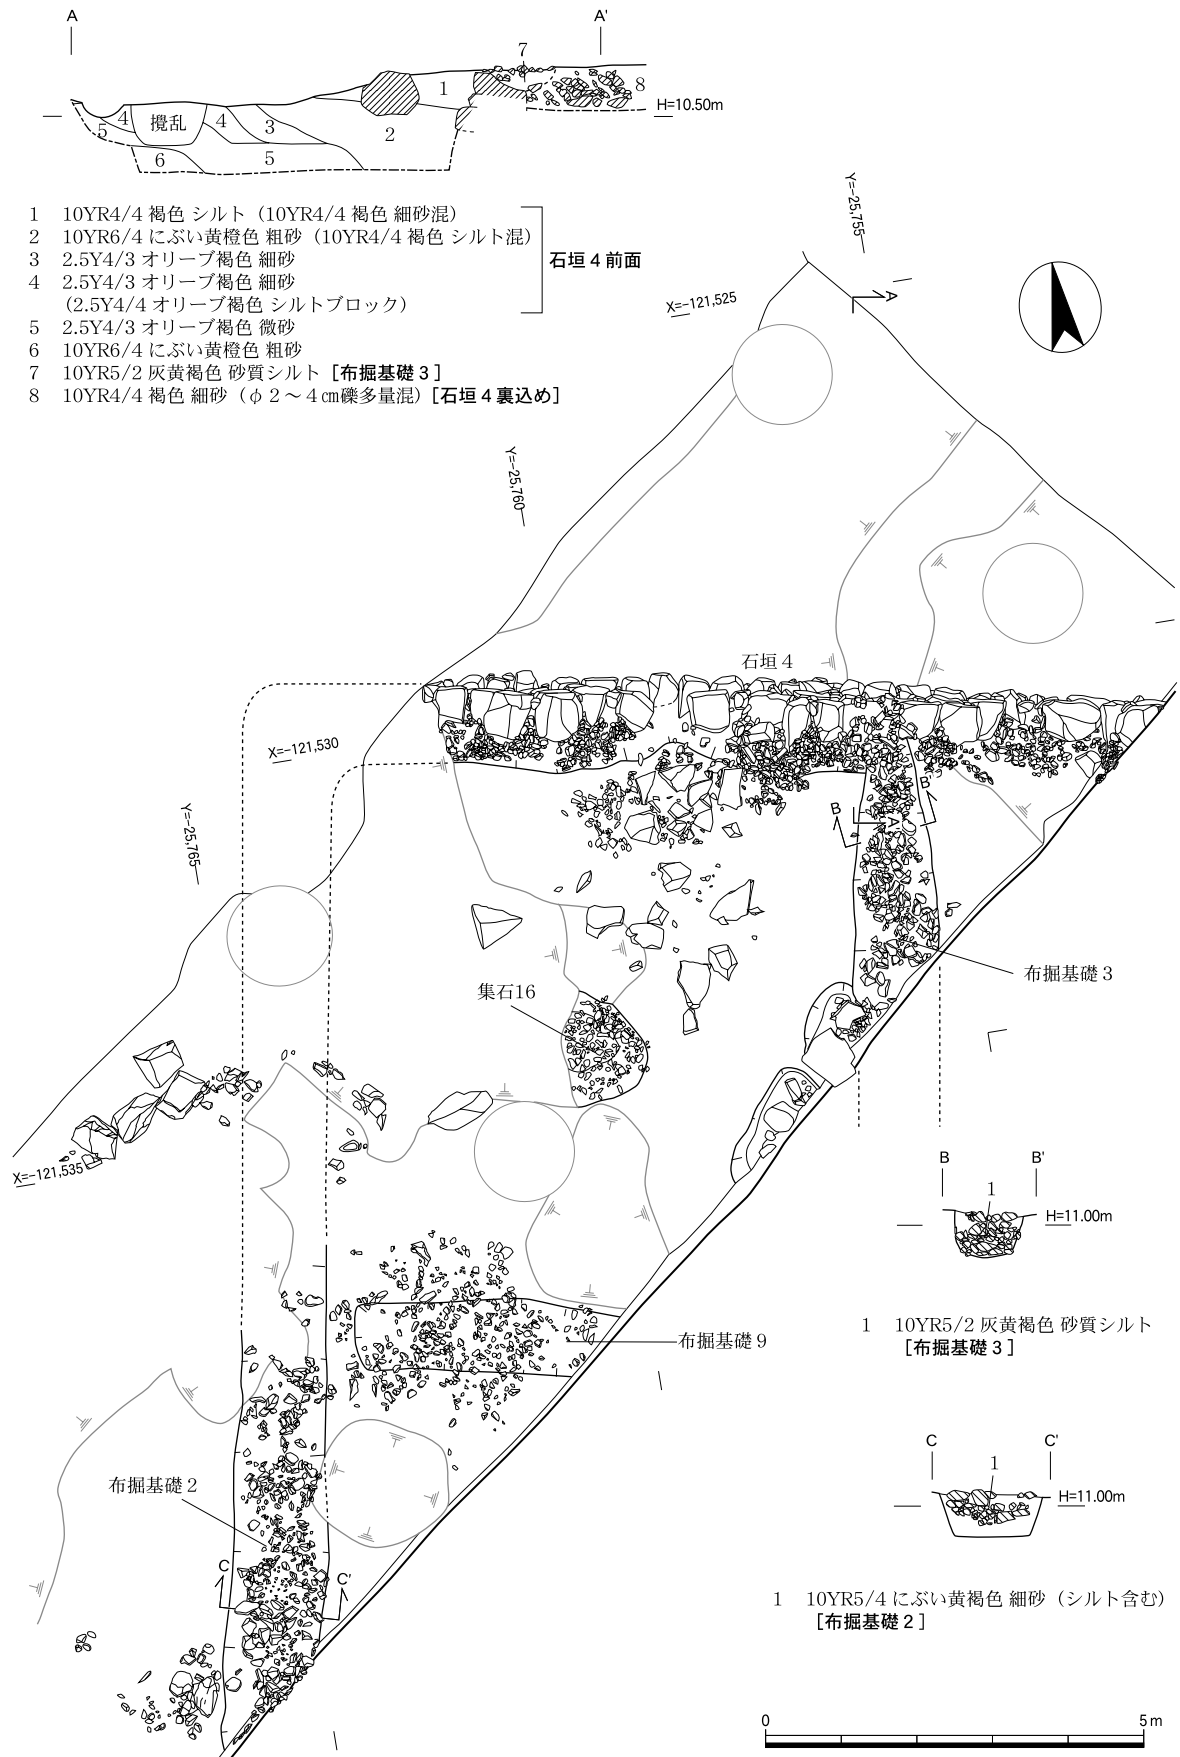 A
A'
7
1
8
H=10.50m
5
4
攪乱
4
3
2
6
5
1 10YR4/4 褐色 シルト（10YR4/4 褐色 細砂混）
2 10YR6/4 にぶい黄橙色 粗砂（10YR4/4 褐色 シルト混）
3 2.5Y4/3 オリーブ褐色 細砂
4 2.5Y4/3 オリーブ褐色 細砂
（2.5Y4/4 オリーブ褐色 シルトブロック）
石垣４前面
5 2.5Y4/3 オリーブ褐色 微砂
6 10YR6/4 にぶい黄橙色 粗砂
7 10YR5/2 灰黄褐色 砂質シルト［布掘基礎３］
8 10YR4/4 褐色 細砂（φ２〜４㎝礫多量混）［石垣４裏込め］
Y=-25,755
X=-121,525
A
Y=-25,760
石垣４
X=-121,530
Y=-25,765
B
B'
A'
布掘基礎３
集石16
X=-121,535
B
B'
1
H=11.00m
1 10YR5/2 灰黄褐色 砂質シルト
［布掘基礎３］
布掘基礎９
布掘基礎２
C
C'
C
C'
1
H=11.00m
1 10YR5/4 にぶい黄褐色 細砂（シルト含む）
［布掘基礎２］
0
5m